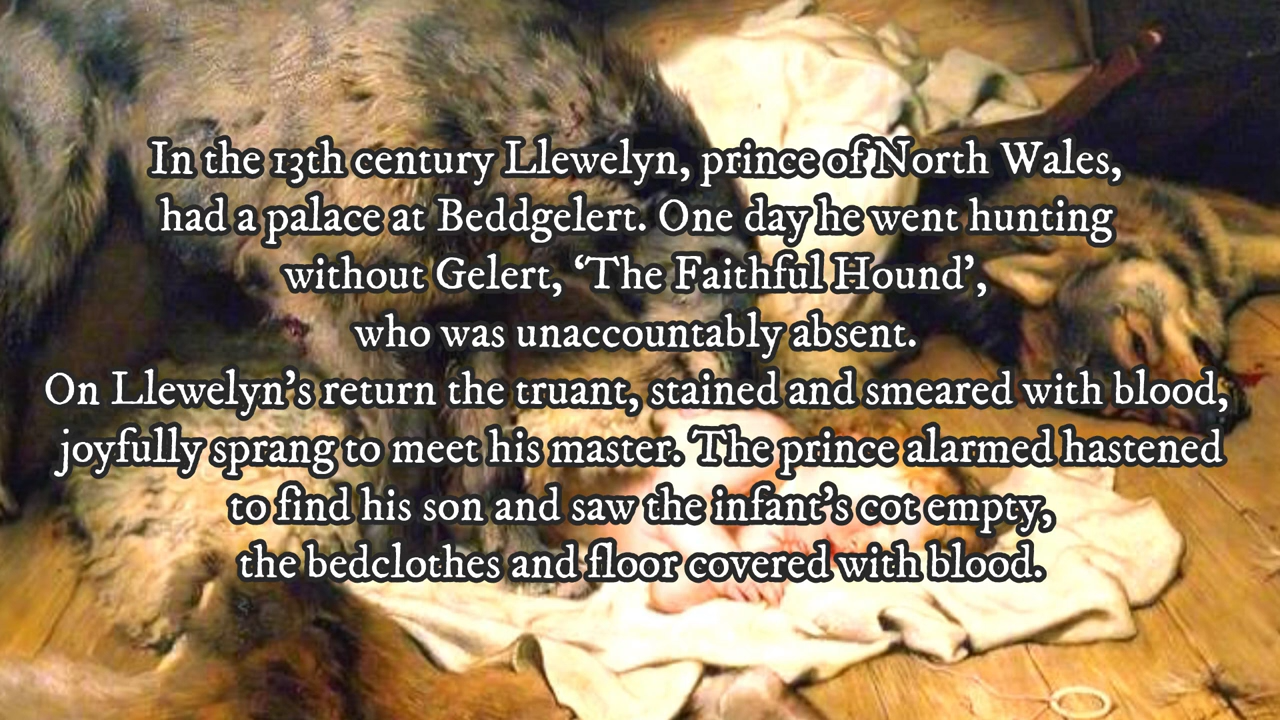 In the 13th century Llewelyn, prince of North Wales,
had a palace at Beddgelert. One day he went hunting
without Gelert, ‘The Faithful Hound’,
who was unaccountably absent.
On Llewelyn’s return the truant, stained and smeared with blood,
joyfully sprang to meet his master. The prince alarmed hastened
to find his son and saw the infant’s cot empty,
the bedclothes and floor covered with blood.